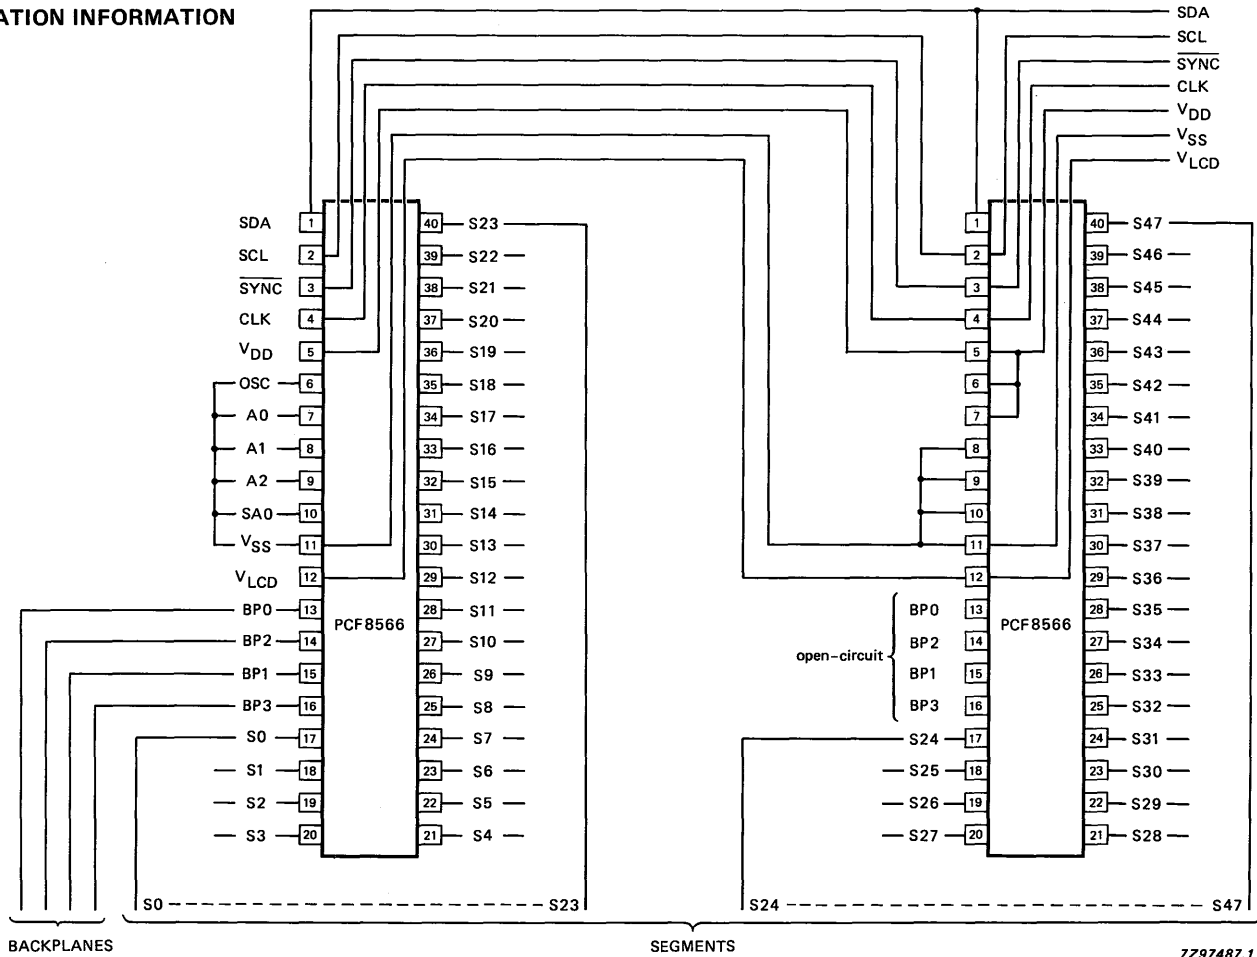 ATION INFORMATION
SDA
SCL
SYNC
CLK
VDD
VSS
VLCD
SDA 1 40 S23
SCL 2 39 S22
SYNC 3 38 S21
CLK 4 37 S20
VDD 5 36 S19
OSC 6 35 S18
A0 7 34 S17
A1 8 33 S16
A2 9 32 S15
SA0 10 31 S14
VSS 11 30 S13
VLCD 12 29 S12
BP0 13 28 S11
PCF8566
BP2 14 27 S10
BP1 15 26 S9
BP3 16 25 S8
S0 17 24 S7
S1 18 23 S6
S2 19 22 S5
S3 20 21 S4
1 40 S47
2 39 S46
3 38 S45
4 37 S44
5 36 S43
6 35 S42
7 34 S41
8 33 S40
9 32 S39
10 31 S38
11 30 S37
12 29 S36
BP0 13 28 S35
PCF8566
BP2 14 27 S34
open-circuit
BP1 15 26 S33
BP3 16 25 S32
S24 17 24 S31
S25 18 23 S30
S26 19 22 S29
S27 20 21 S28
S0 S23 S24 S47
BACKPLANES SEGMENTS
7Z97487.1